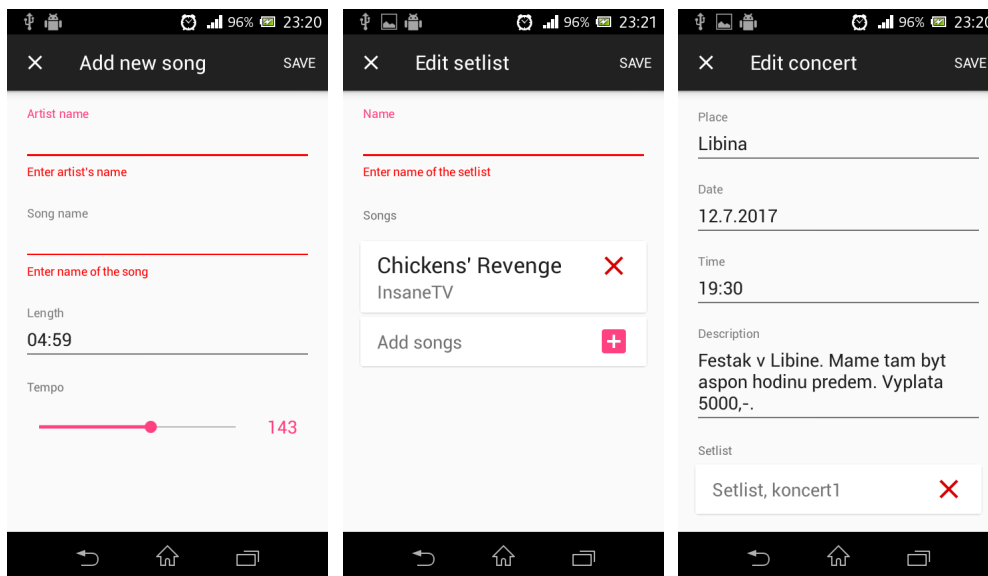 96% 23:20
Add new song SAVE
Artist name
Enter artist's name
Song name
Enter name of the song
Length
04:59
Tempo
143
96% 23:21
Edit setlist SAVE
Name
Enter name of the setlist
Songs
Chickens' Revenge
InsaneTV
Add songs
96% 23:20
Edit concert SAVE
Place
Libina
Date
12.7.2017
Time
19:30
Description
Festak v Libine. Mame tam byt
aspon hodinu predem. Vyplata
5000,-.
Setlist
Setlist, koncert1